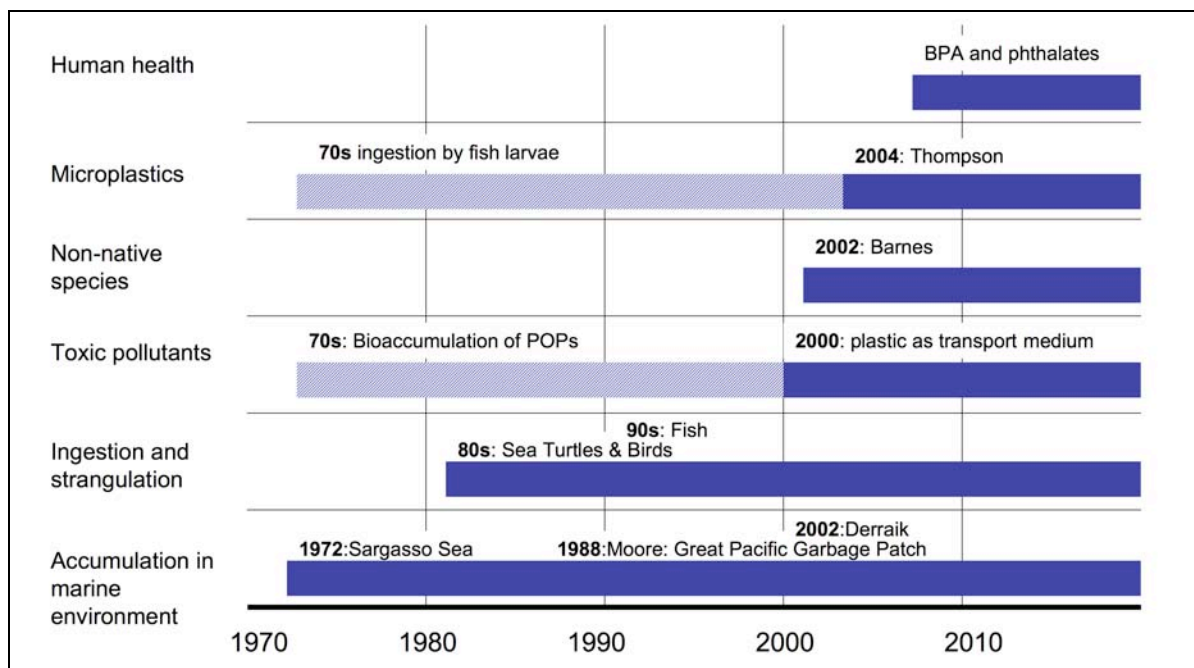 Human health
BPA and phthalates
Microplastics
70s ingestion by fish larvae
2004: Thompson
Non-native
species
2002: Barnes
Toxic pollutants
70s: Bioaccumulation of POPs
2000: plastic as transport medium
Ingestion and
strangulation
90s: Fish
80s: Sea Turtles & Birds
Accumulation in
marine
environment
2002:Derraik
1972:Sargasso Sea
1988:Moore: Great Pacific Garbage Patch
1970
1980
1990
2000
2010